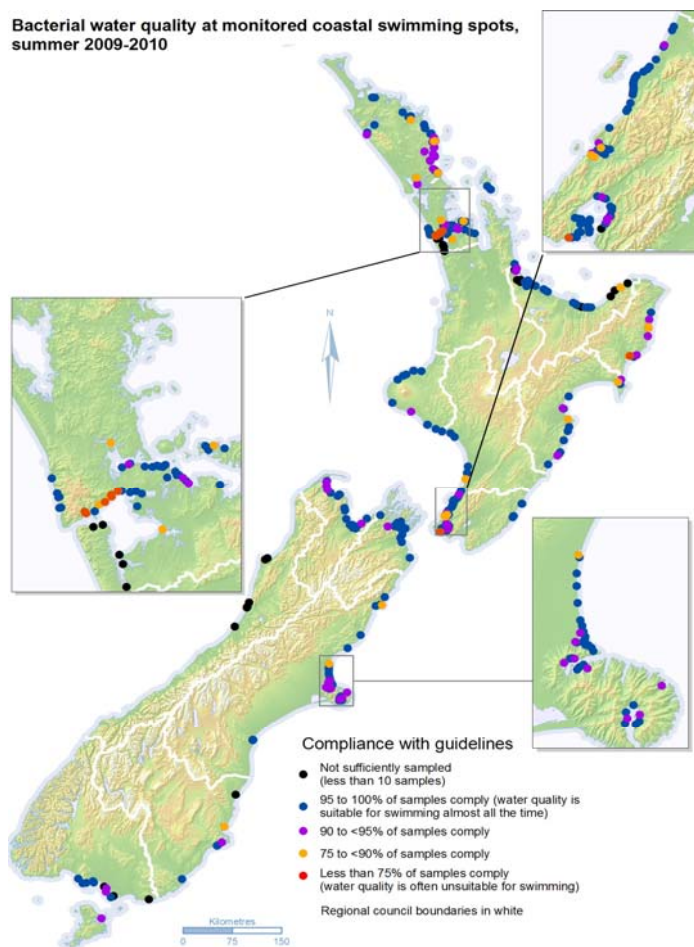 Bacterial water quality at monitored coastal swimming spots,
summer 2009-2010
N
Compliance with guidelines
Not sufficiently sampled
(less than 10 samples)
95 to 100% of samples comply (water quality is
suitable for swimming almost all the time)
90 to <95% of samples comply
75 to <90% of samples comply
Less than 75% of samples comply
(water quality is often unsuitable for swimming)
Regional council boundaries in white
Kilometres
0 75 150